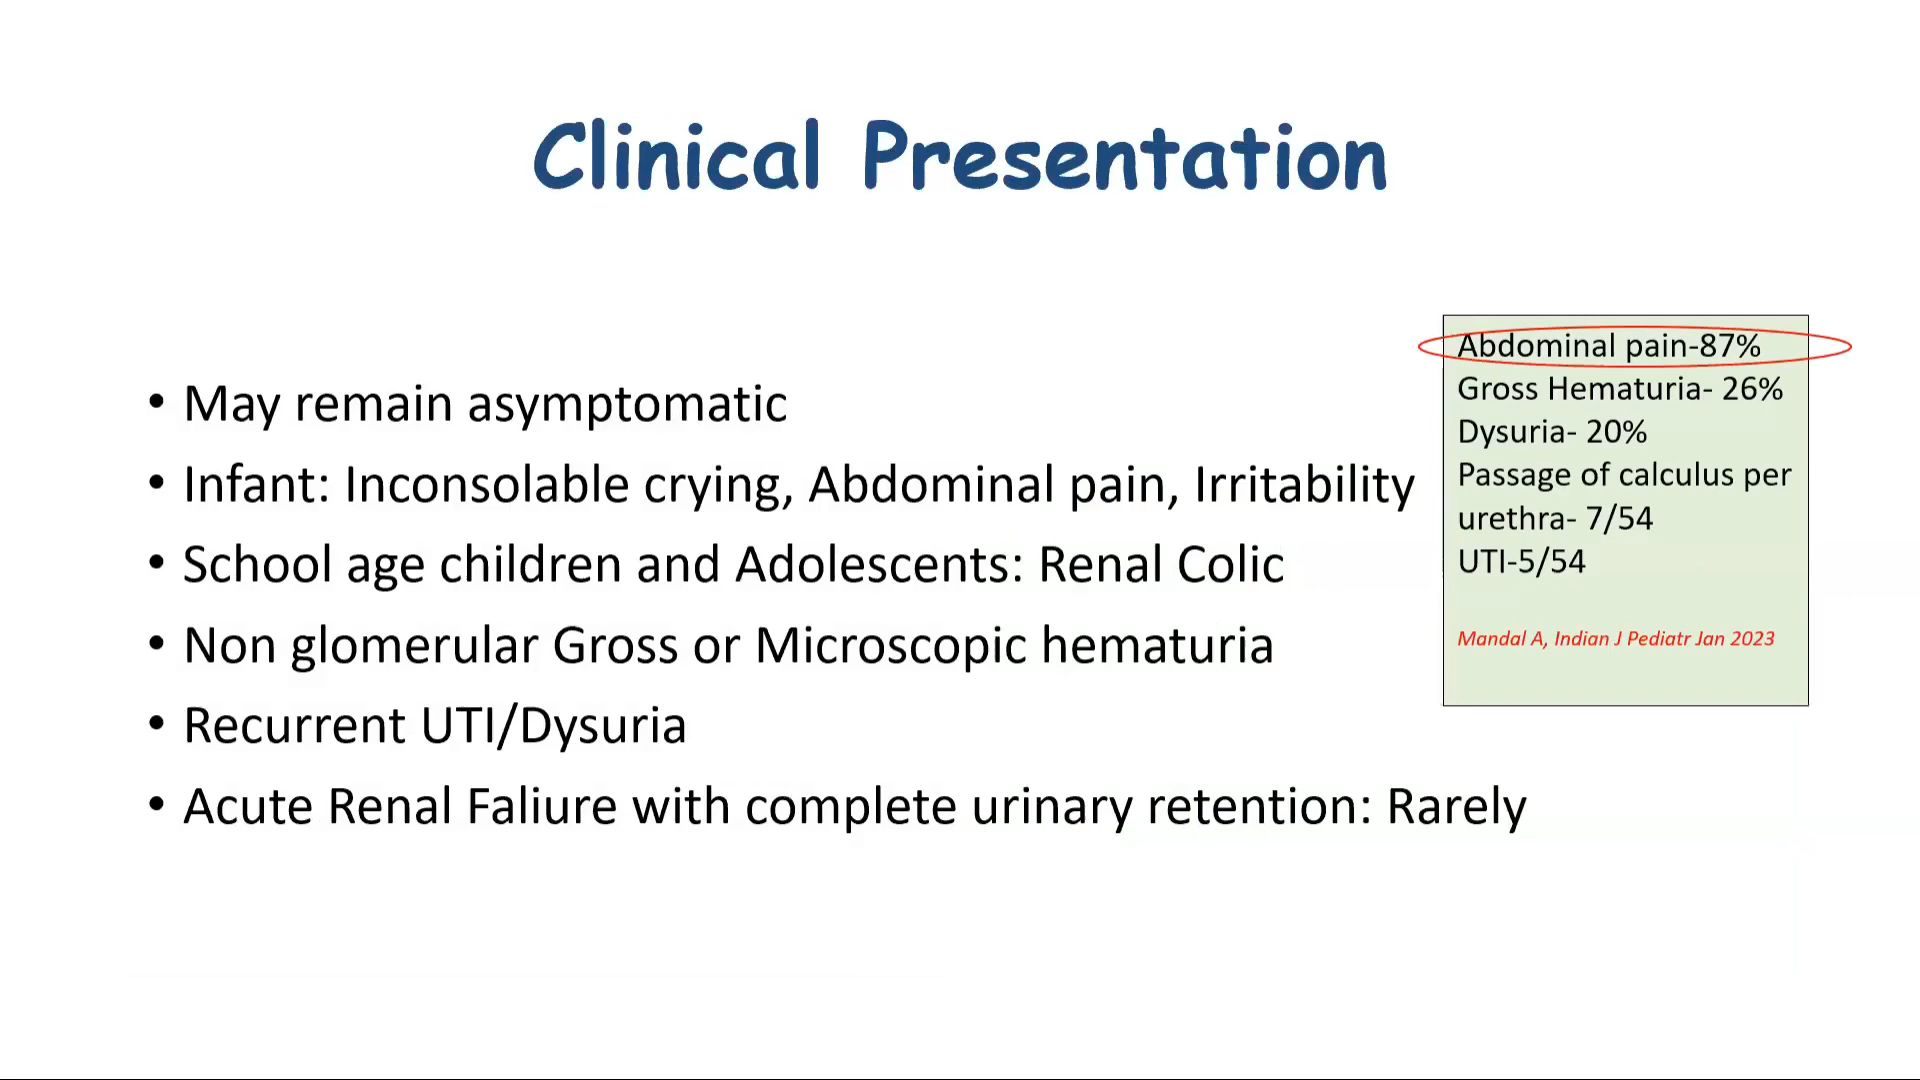 Clinical Presentation
• May remain asymptomatic
• Infant: Inconsolable crying, Abdominal pain, Irritability
• School age children and Adolescents: Renal Colic
• Non glomerular Gross or Microscopic hematuria
• Recurrent UTI/Dysuria
• Acute Renal Faliure with complete urinary retention: Rarely
Abdominal pain-87%
Gross Hematuria- 26%
Dysuria- 20%
Passage of calculus per
urethra- 7/54
UTI-5/54
Mandal A, Indian J Pediatr Jan 2023